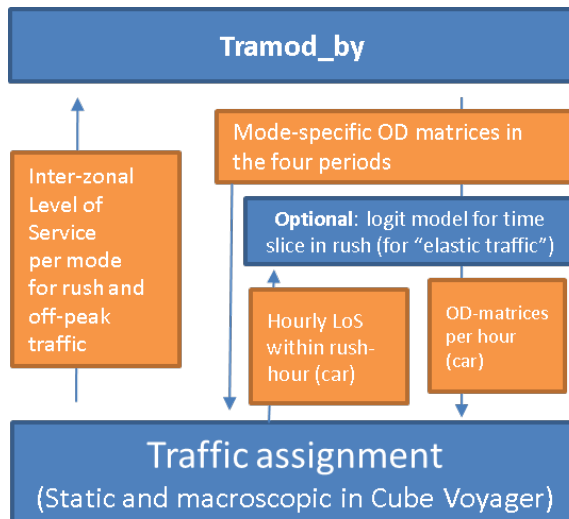 Tramod_by
Mode-specific OD matrices in
the four periods
Inter-zonal
Level of
Service
per mode
for rush and
off-peak
traffic
Optional: logit model for time
slice in rush (for “elastic traffic”)
Hourly LoS
within rush-
hour (car)
OD-matrices
per hour
(car)
Traffic assignment
(Static and macroscopic in Cube Voyager)